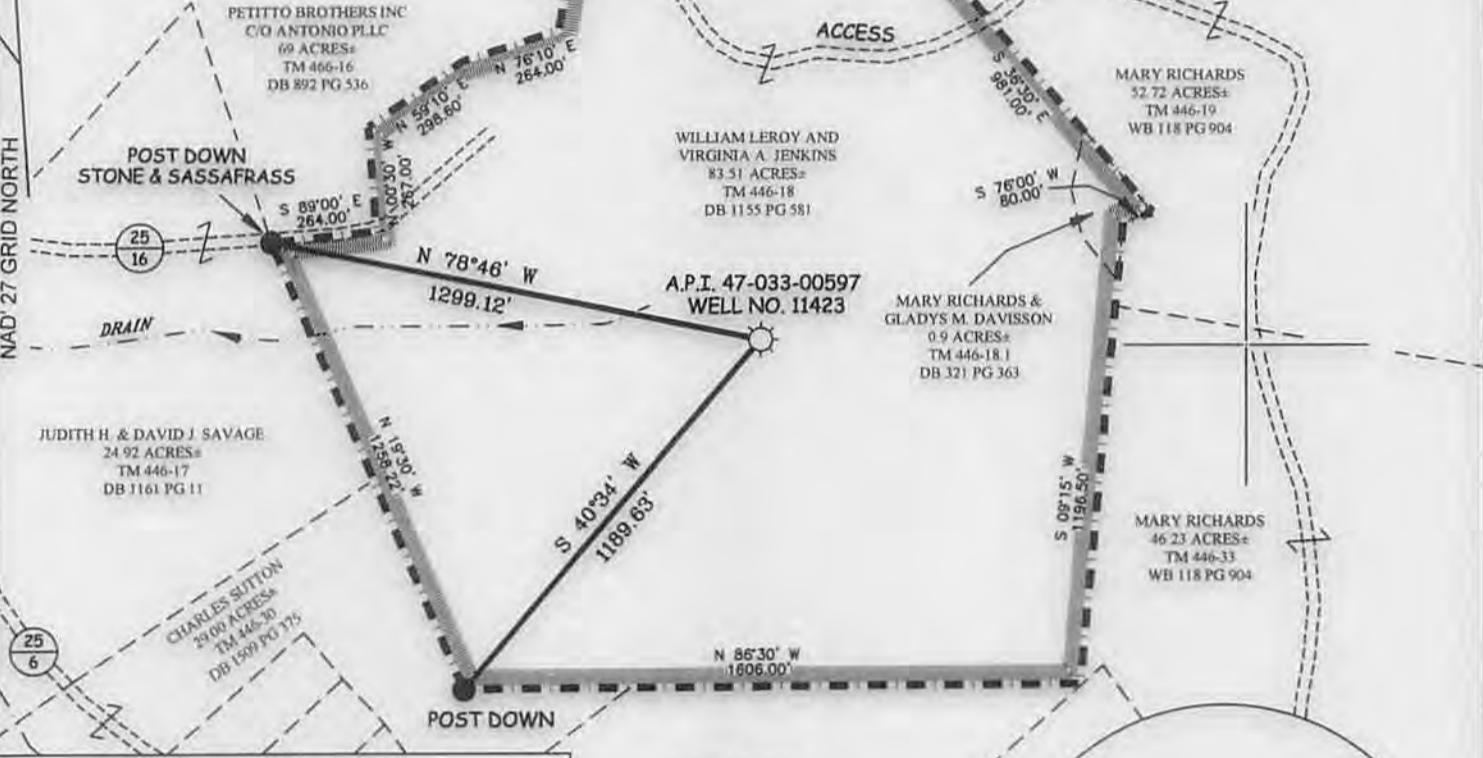 PETITTO BROTHERS INC
C/O ANTONIO PLLC
69 ACRES±
TM 466-16
DB 892 PG 536
N 76°10' E
264.00'
N 59°10' E
298.60'
N 00°30' W
267.00'
S 89°00' E
264.00'
POST DOWN
STONE & SASSAFRASS
NAD' 27 GRID NORTH
25
16
ACCESS
S 36°30' E
981.00'
MARY RICHARDS
52.72 ACRES±
TM 446-19
WB 118 PG 904
WILLIAM LEROY AND
VIRGINIA A. JENKINS
83.51 ACRES±
TM 446-18
DB 1155 PG 581
S 76°00' W
80.00'
N 78°46' W
1299.12'
A.P.I. 47-033-00597
WELL NO. 11423
MARY RICHARDS &
GLADYS M. DAVISSON
0.9 ACRES±
TM 446-18.1
DB 321 PG 363
DRAIN
JUDITH H. & DAVID J. SAVAGE
24.92 ACRES±
TM 446-17
DB 1161 PG 11
N 19°30' W
1258.22'
S 40°34' W
1189.63'
S 09°15' W
1196.50'
MARY RICHARDS
46.23 ACRES±
TM 446-33
WB 118 PG 904
CHARLES SUTTON
29.00 ACRES±
TM 446-30
DB 1509 PG 375
25
6
N 86°30' W
1606.00'
POST DOWN